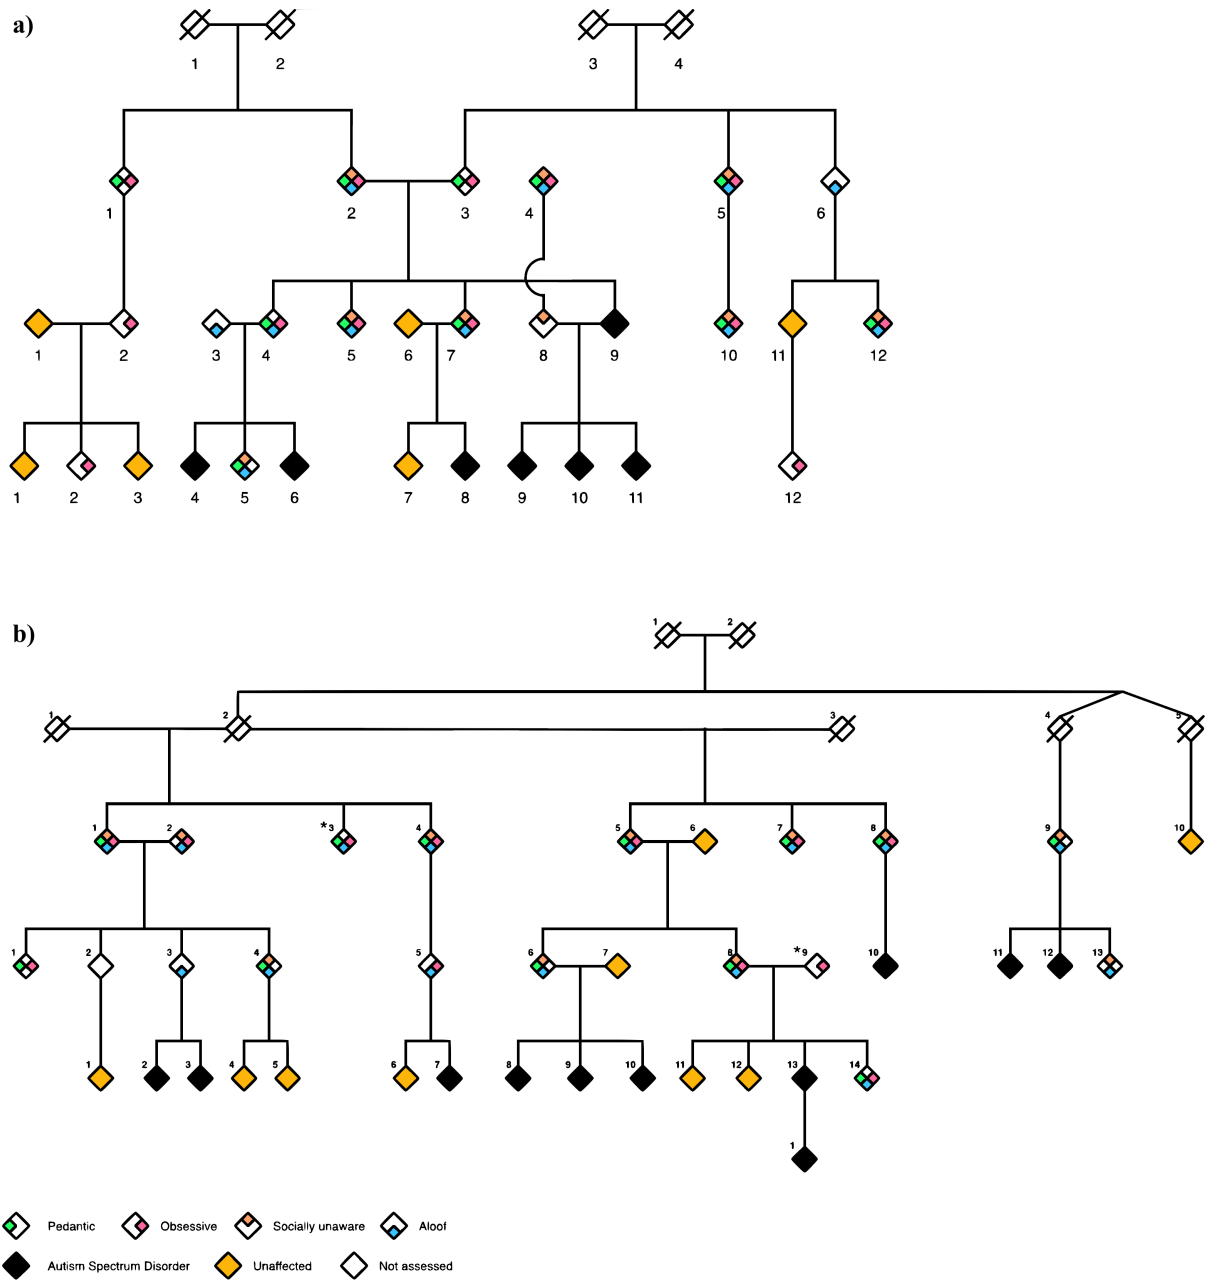 a)
1 2 3 4
1 2 3 4 5 6
1 2 3 4 5 6 7 8 9 10 11 12
1 2 3 4 5 6 7 8 9 10 11 12
b)
1 2
1 2 3 4 5
1 2 *3 4 5 6 7 8 9 10
1 2 3 4 5 6 7 8 *9 10 11 12 13
1 2 3 4 5 6 7 8 9 10 11 12 13 14
1
Pedantic Obsessive Socially unaware Aloof
Autism Spectrum Disorder Unaffected Not assessed